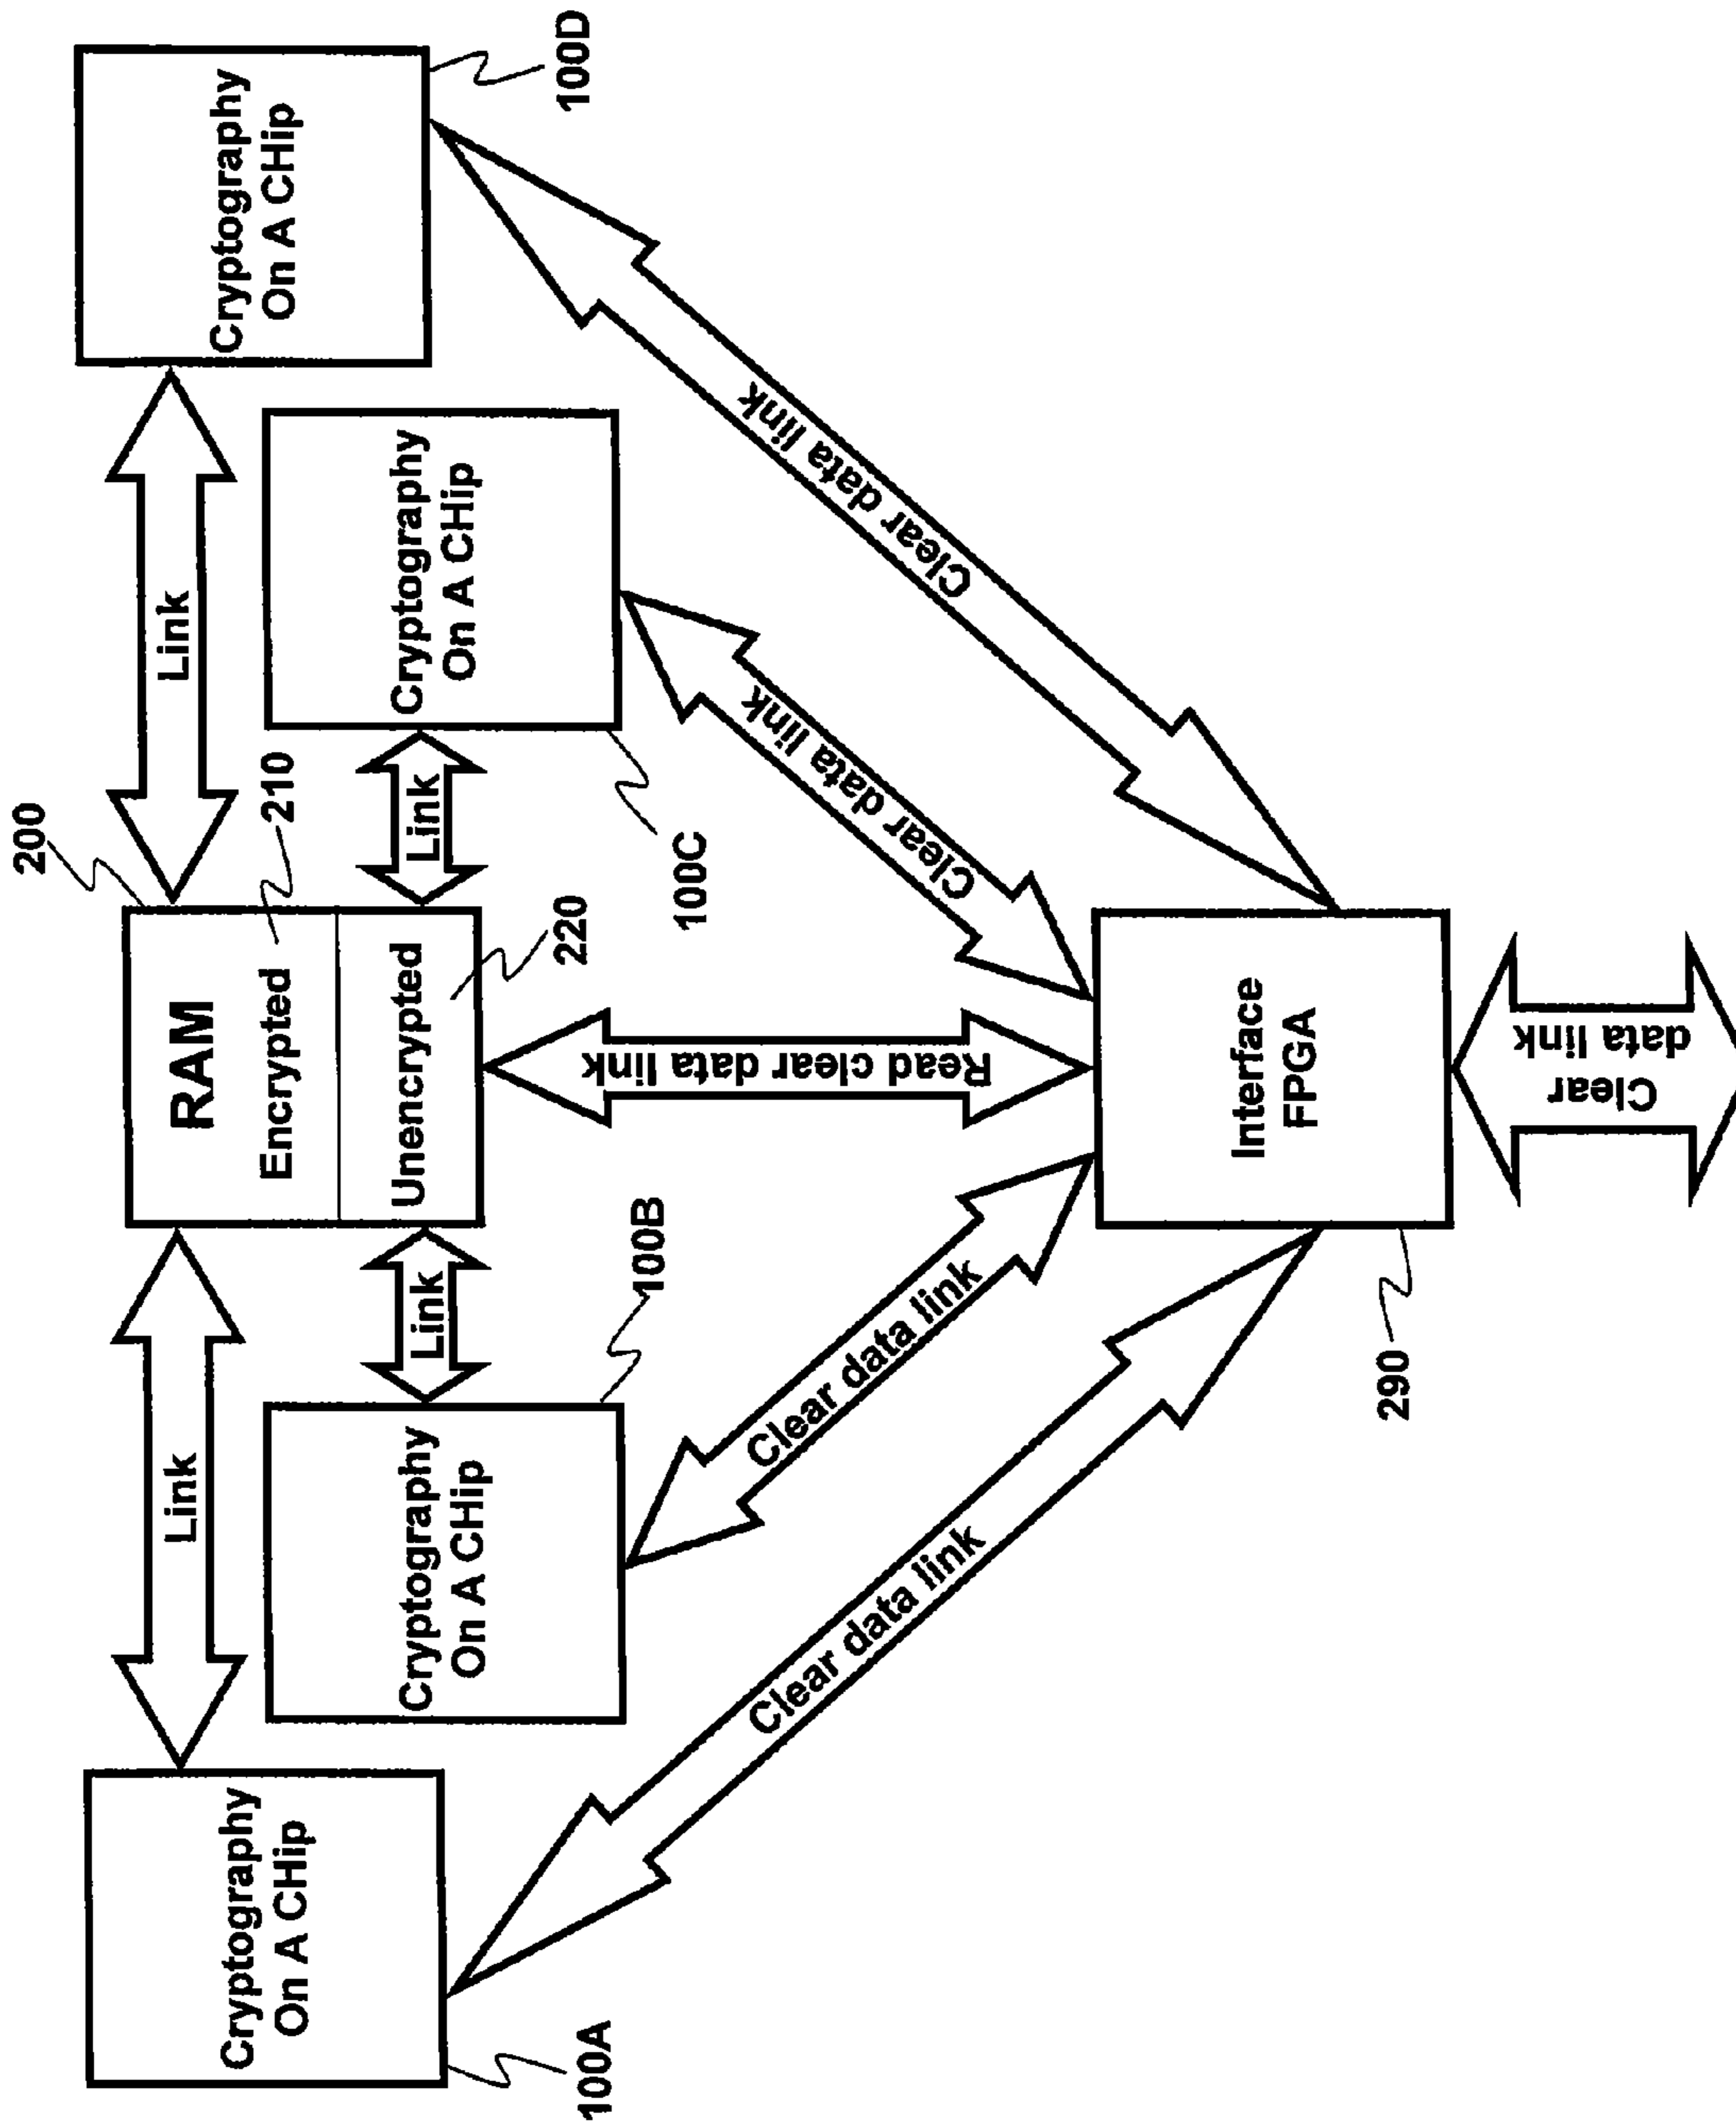 200
RAM
Encrypted
210
Unencrypted
220
Link
Link
Link
Link
Cryptography
On A CHip
100A
Cryptography
On A CHip
100B
Cryptography
On A CHip
100C
Cryptography
On A CHip
100D
Clear data link
Clear data link
Read clear data link
Clear data link
Clear data link
Interface
FPGA
290
Clear
data link